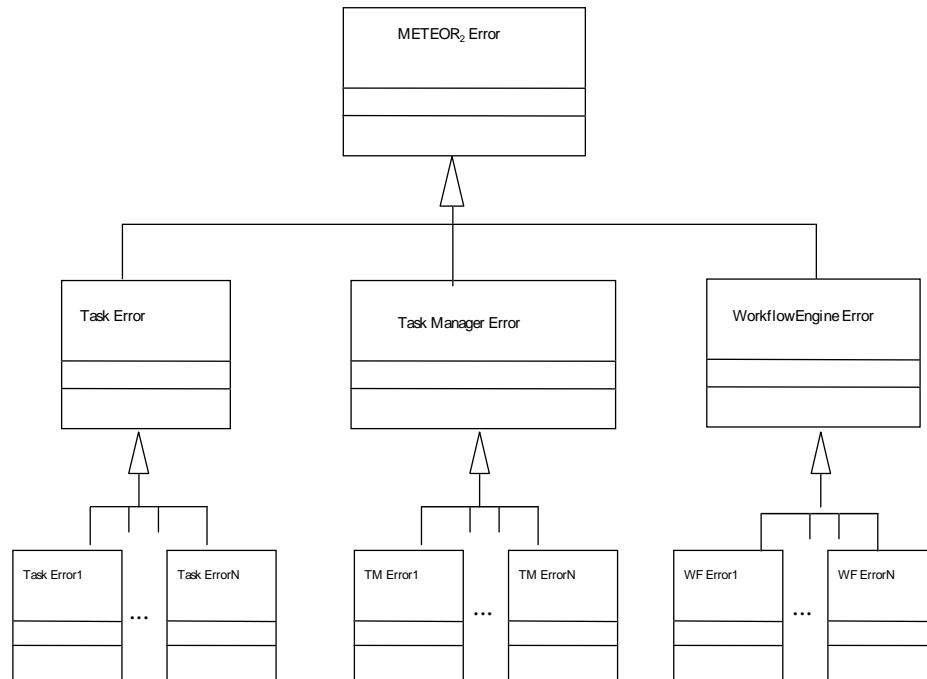 METEOR₂ Error
Task Error
Task Manager Error
WorkflowEngine Error
Task Error1
Task ErrorN
TM Error1
TM ErrorN
WF Error1
WF ErrorN
...
...
...